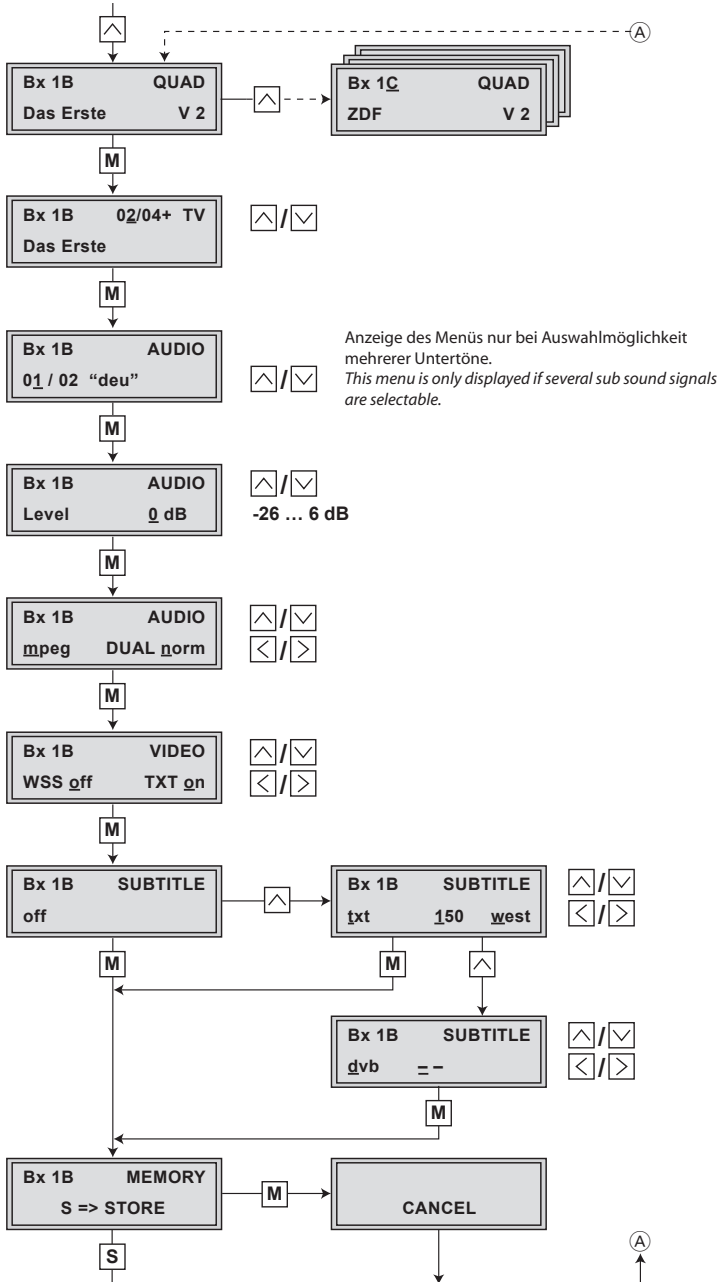 A
Bx 1B QUAD
Das Erste V 2
Bx 1C QUAD
ZDF V 2
M
Bx 1B 02/04+ TV
Das Erste
/
M
Bx 1B AUDIO
01 / 02 “deu”
/
Anzeige des Menüs nur bei Auswahlmöglichkeit
mehrerer Untertöne.
This menu is only displayed if several sub sound signals
are selectable.
M
Bx 1B AUDIO
Level 0 dB
/
-26 … 6 dB
M
Bx 1B AUDIO
mpeg DUAL norm
/
/
M
Bx 1B VIDEO
WSS off TXT on
/
/
M
Bx 1B SUBTITLE
off
Bx 1B SUBTITLE
txt 150 west
/
/
M
M
Bx 1B SUBTITLE
dvb – –
/
/
M
Bx 1B MEMORY
S => STORE
M
CANCEL
S
A